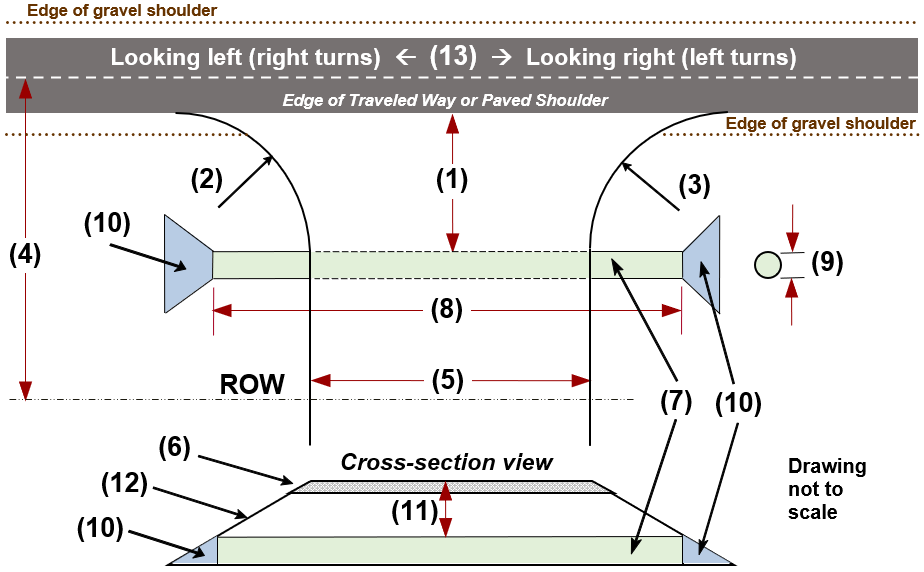 Edge of gravel shoulder
Looking left (right turns) ← (13) → Looking right (left turns)
Edge of Traveled Way or Paved Shoulder
Edge of gravel shoulder
(2)
(1)
(3)
(10)
(4)
(9)
(8)
ROW
(5)
(7)
(10)
(6)
Cross-section view
(12)
(11)
(10)
Drawing
not to
scale